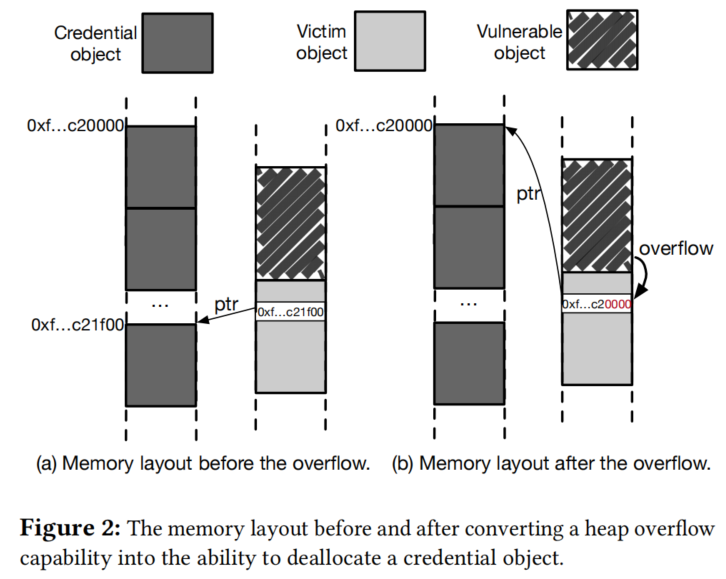 Credential object
Victim object
Vulnerable object
0xf...c20000
...
0xf...c21f00
ptr
0xf...c21f00
(a) Memory layout before the overflow.
0xf...c20000
ptr
overflow
...
0xf...c20000
(b) Memory layout after the overflow.
Figure 2: The memory layout before and after converting a heap overflow
capability into the ability to deallocate a credential object.